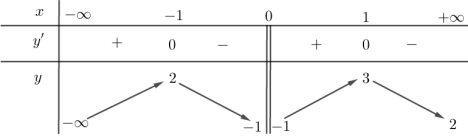 x −∞ −1 0 1 +∞
y′ + 0 − + 0 −
y 2 3
−∞ −1 −1 2